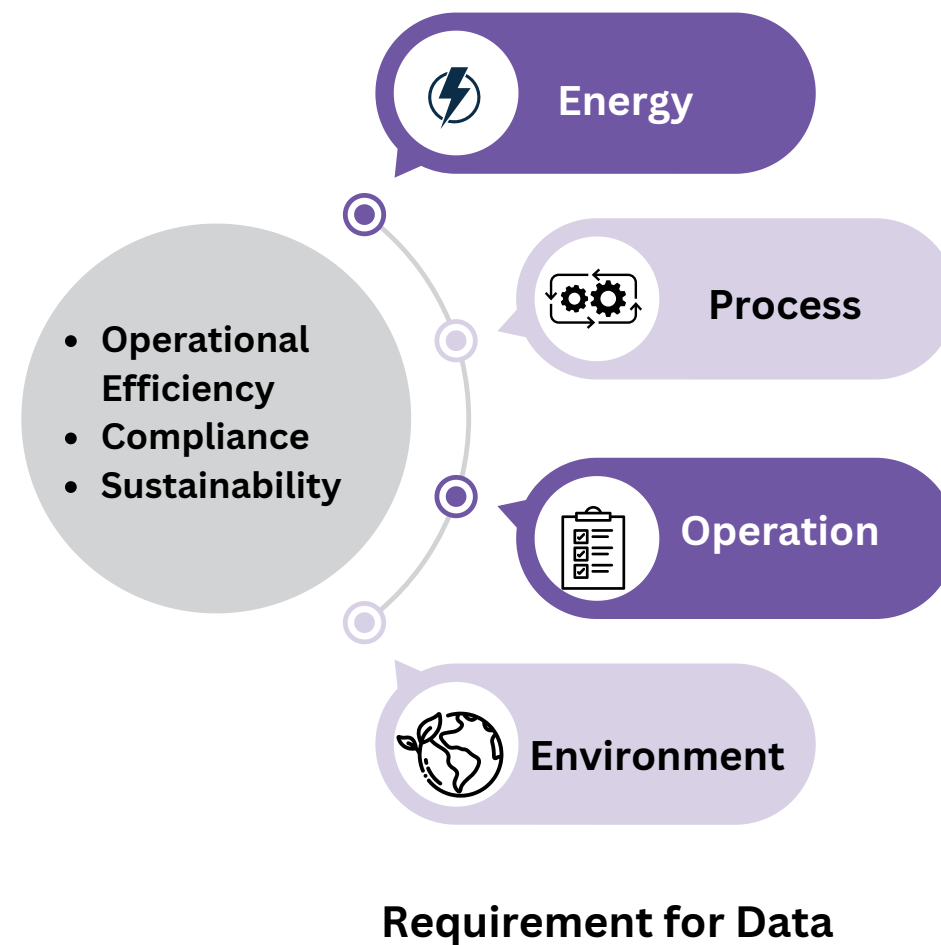 Energy
Process
• Operational
Efficiency
• Compliance
• Sustainability
Operation
Environment
Requirement for Data